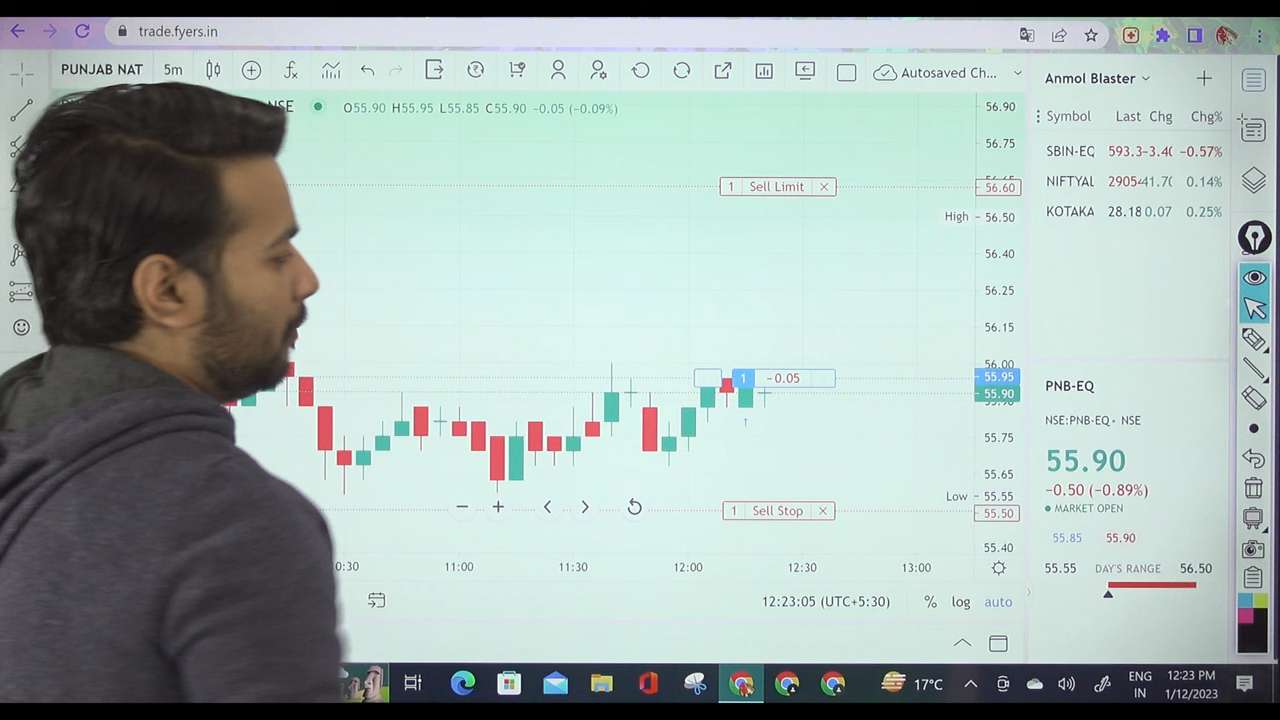 trade.fyers.in
PUNJAB NAT 5m Autosaved Ch...
NSE O55.90 H55.95 L55.85 C55.90 −0.05 (−0.09%)
56.90
56.75
1 Sell Limit 56.60
High 56.50
56.40
56.25
56.15
56.00
1 −0.05 55.95
55.90
55.75
55.65
Low 55.55
1 Sell Stop 55.50
55.40
0:30 11:00 11:30 12:00 12:30 13:00
12:23:05 (UTC+5:30) % log auto
Anmol Blaster
Symbol Last Chg Chg%
SBIN-EQ 593.3 −3.40 −0.57%
NIFTYAL 2905 41.70 0.14%
KOTAKA 28.18 0.07 0.25%
PNB-EQ
NSE:PNB-EQ • NSE
55.90
−0.50 (−0.89%)
MARKET OPEN
55.85 55.90
55.55 DAY'S RANGE 56.50
17°C ENG
IN
12:23 PM
1/12/2023